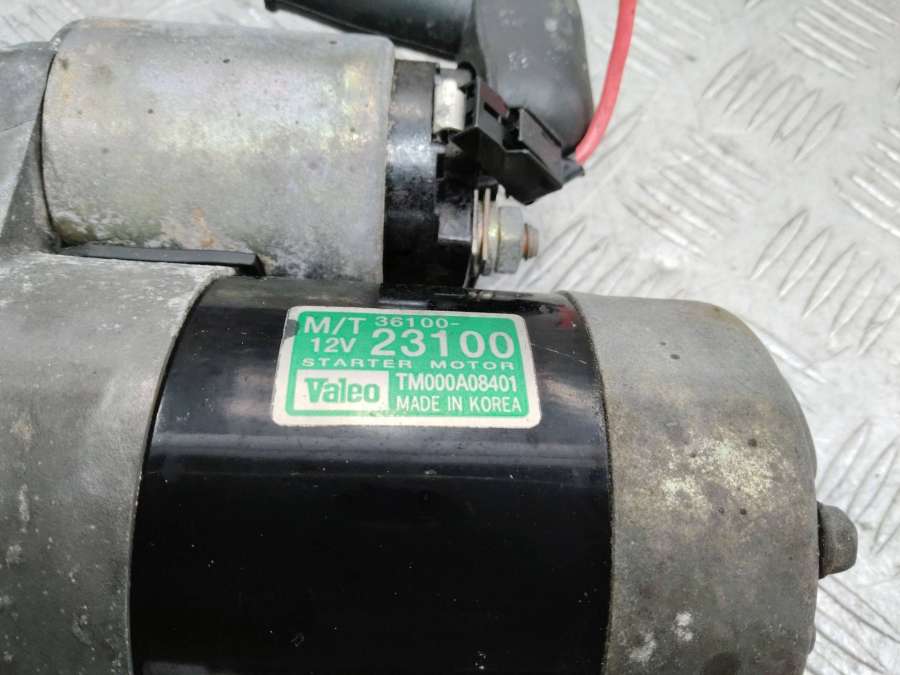 M/T 36100-
12V 23100
STARTER MOTOR
Valeo TM000A08401
MADE IN KOREA